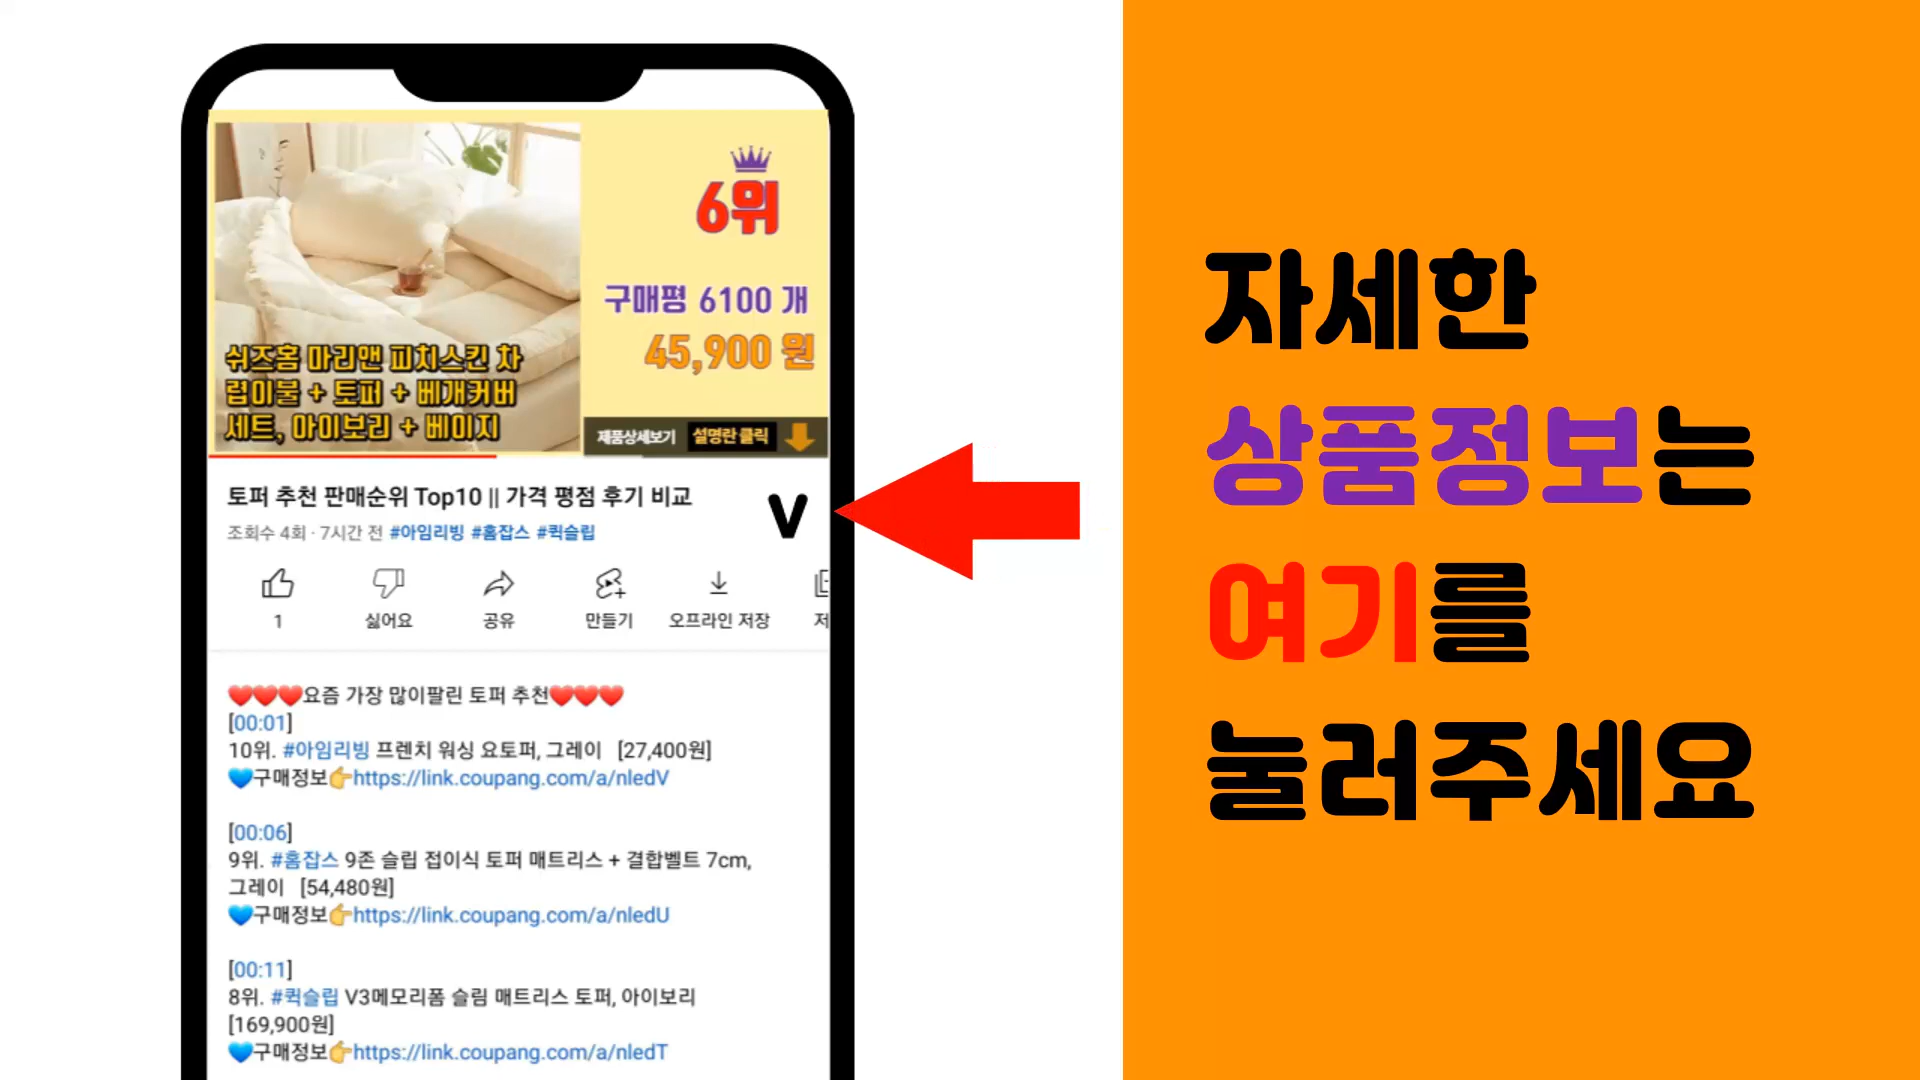 6위
구매평 6100 개
45,900 원
쉬즈홈 마리앤 피치스킨 차
렵이불 + 토퍼 + 베개커버
세트, 아이보리 + 베이지
제품상세보기 설명란 클릭
토퍼 추천 판매순위 Top10 || 가격 평점 후기 비교
V
조회수 4회 · 7시간 전 #아임리빙 #홈잡스 #퀵슬립
1 싫어요 공유 만들기 오프라인 저장 저
❤️❤️❤️요즘 가장 많이팔린 토퍼 추천❤️❤️❤️
[00:01]
10위. #아임리빙 프렌치 워싱 요토퍼, 그레이 [27,400원]
💙구매정보👉https://link.coupang.com/a/nledV
[00:06]
9위. #홈잡스 9존 슬립 접이식 토퍼 매트리스 + 결합벨트 7cm,
그레이 [54,480원]
💙구매정보👉https://link.coupang.com/a/nledU
[00:11]
8위. #퀵슬립 V3메모리폼 슬림 매트리스 토퍼, 아이보리
[169,900원]
💙구매정보👉https://link.coupang.com/a/nledT
자세한
상품정보는
여기를
눌러주세요